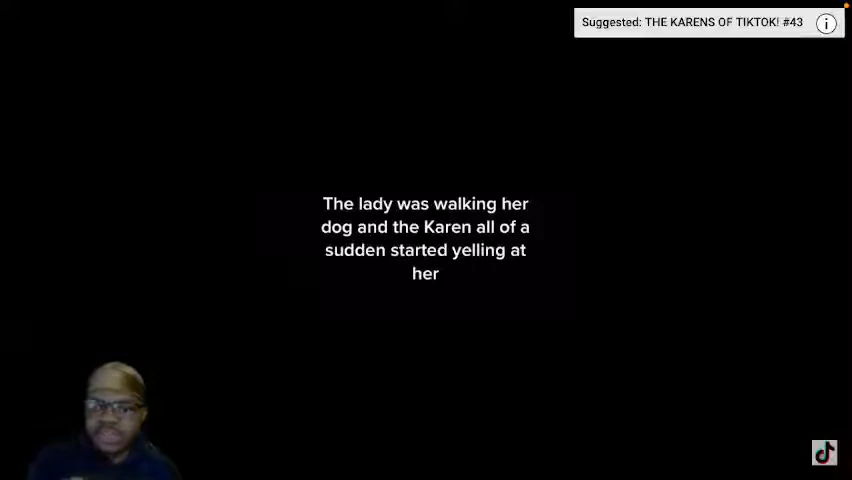 Suggested: THE KARENS OF TIKTOK! #43
The lady was walking her
dog and the Karen all of a
sudden started yelling at
her